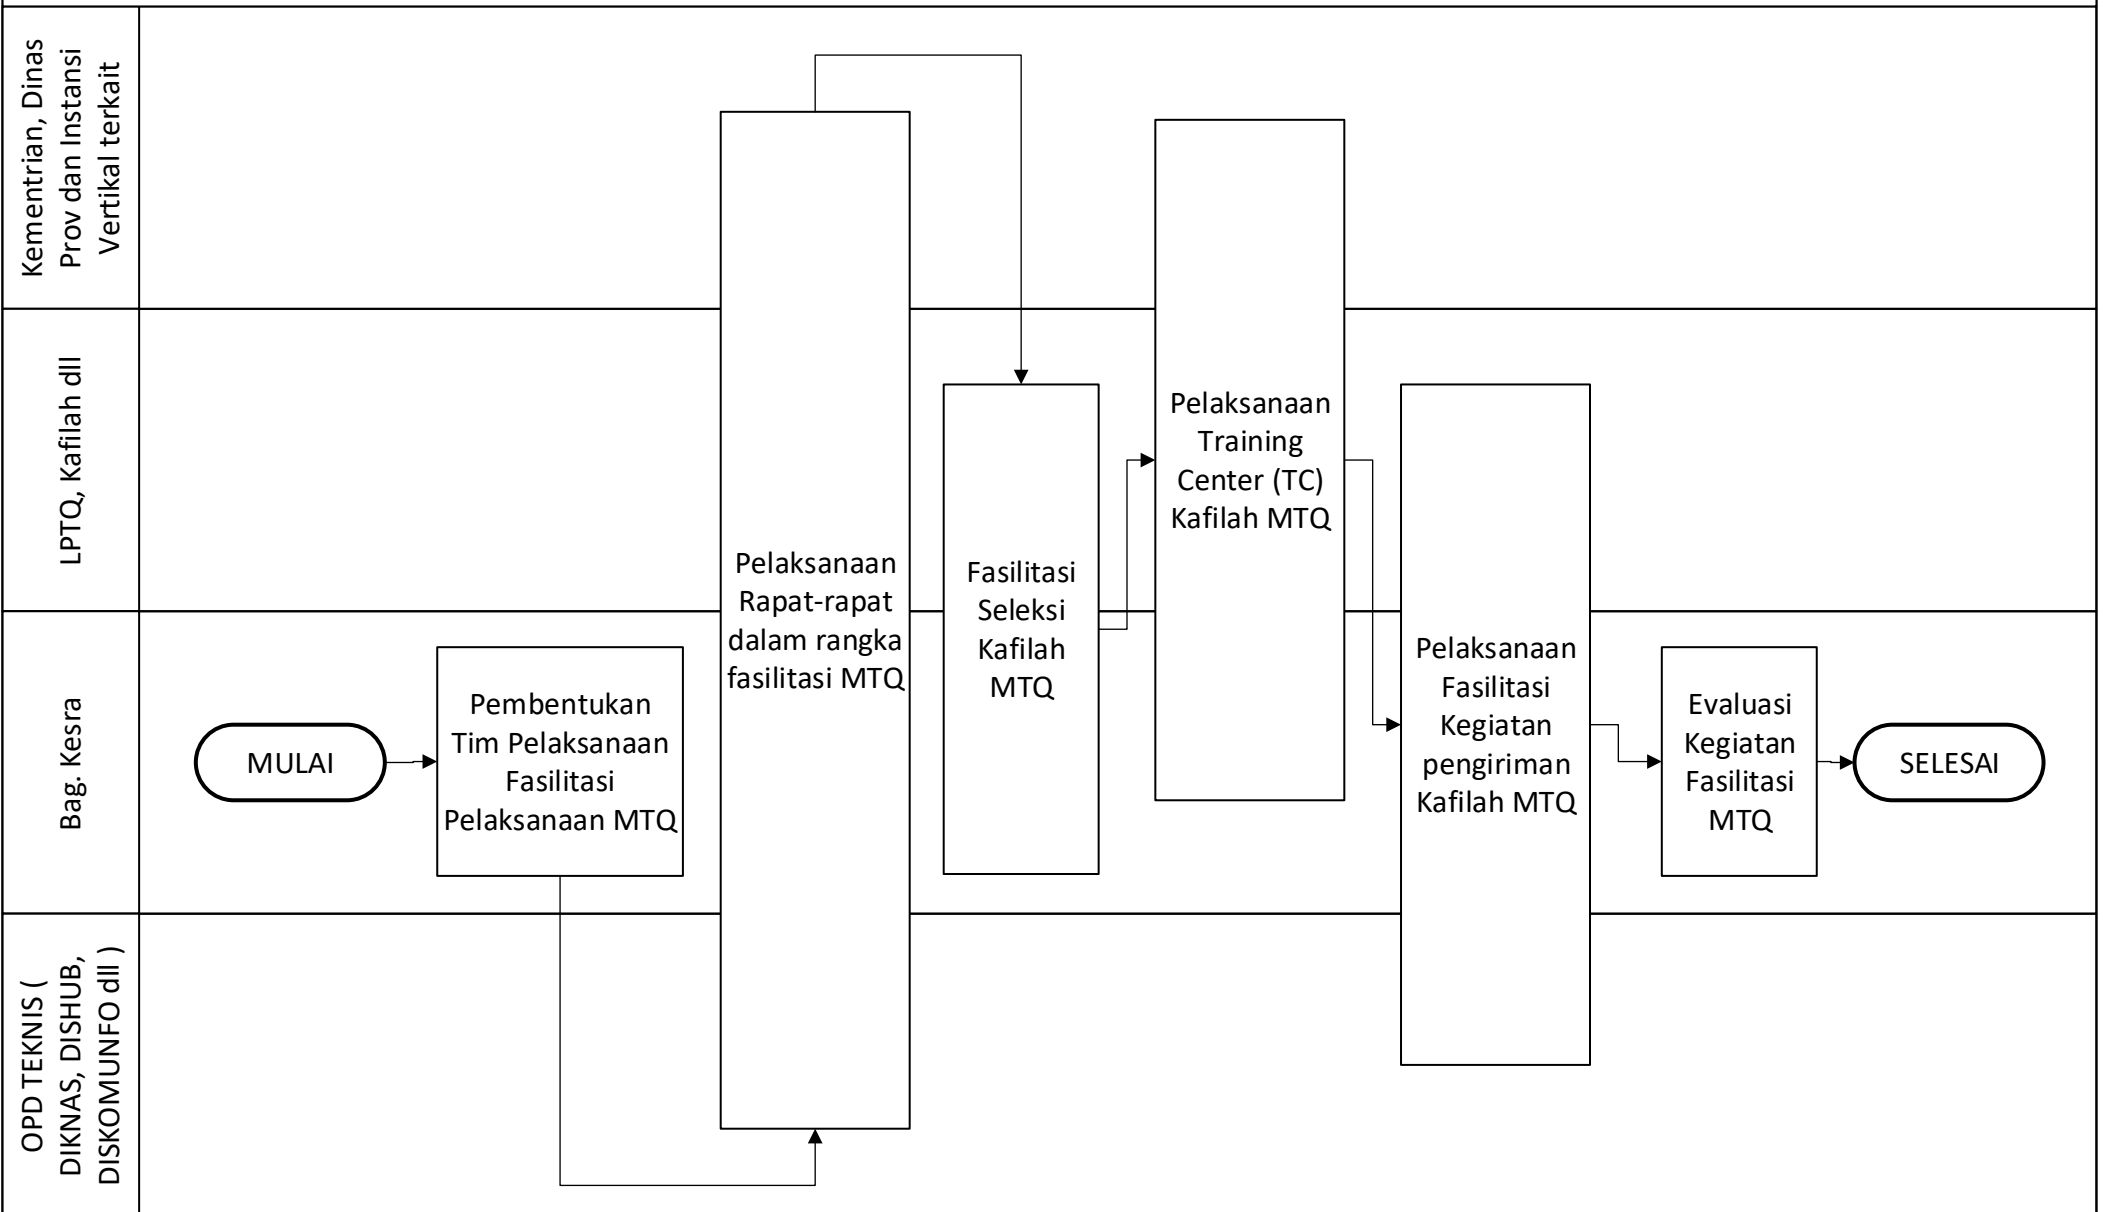 Kementrian, Dinas
Prov dan Instansi
Vertikal terkait
LPTQ, Kafilah dll
Bag. Kesra
OPD TEKNIS (
DIKNAS, DISHUB,
DISKOMUNFO dll )
MULAI
Pembentukan
Tim Pelaksanaan
Fasilitasi
Pelaksanaan MTQ
Pelaksanaan
Rapat-rapat
dalam rangka
fasilitasi MTQ
Fasilitasi
Seleksi
Kafilah
MTQ
Pelaksanaan
Training
Center (TC)
Kafilah MTQ
Pelaksanaan
Fasilitasi
Kegiatan
pengiriman
Kafilah MTQ
Evaluasi
Kegiatan
Fasilitasi
MTQ
SELESAI